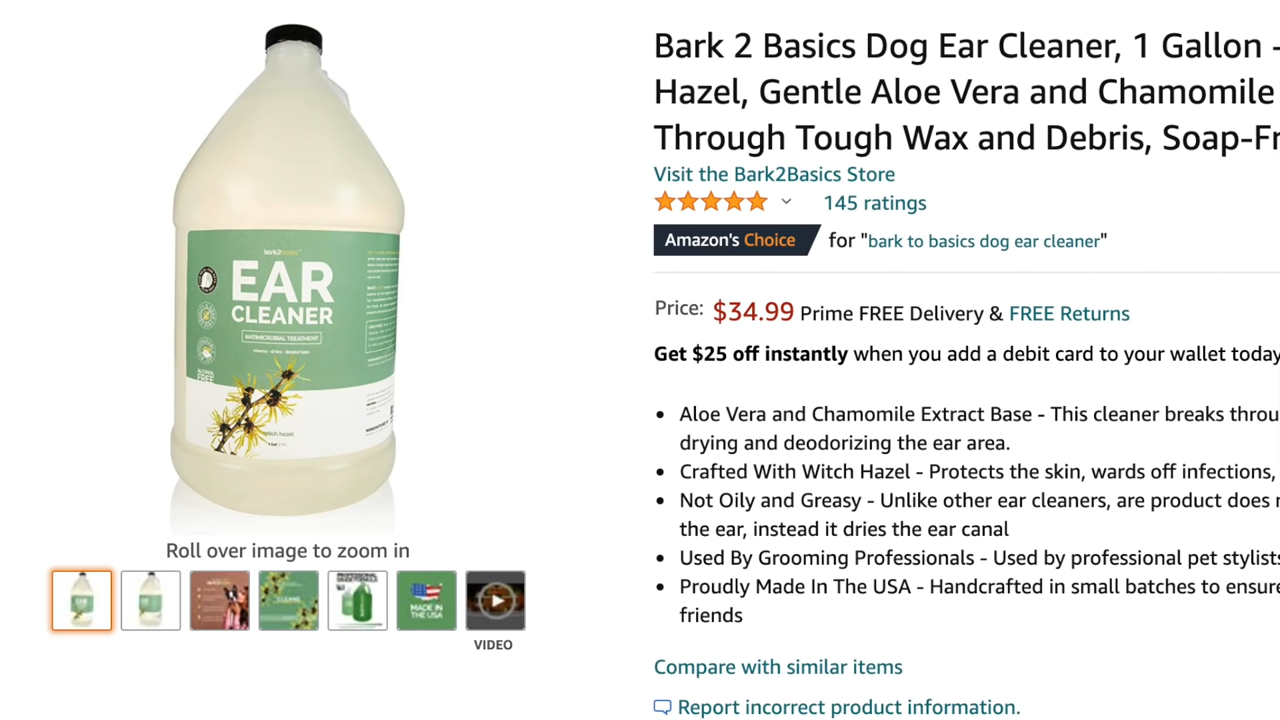 Bark 2 Basics Dog Ear Cleaner, 1 Gallon -
Hazel, Gentle Aloe Vera and Chamomile
Through Tough Wax and Debris, Soap-Fr
Visit the Bark2Basics Store
145 ratings
Amazon's Choice for "bark to basics dog ear cleaner"
Price: $34.99 Prime FREE Delivery & FREE Returns
Get $25 off instantly when you add a debit card to your wallet today
• Aloe Vera and Chamomile Extract Base - This cleaner breaks throu
drying and deodorizing the ear area.
• Crafted With Witch Hazel - Protects the skin, wards off infections,
• Not Oily and Greasy - Unlike other ear cleaners, are product does
the ear, instead it dries the ear canal
• Used By Grooming Professionals - Used by professional pet stylists
• Proudly Made In The USA - Handcrafted in small batches to ensure
friends
Compare with similar items
Report incorrect product information.
bark2basics
EAR
CLEANER
ANTIMICROBIAL TREATMENT
ALCOHOL
FREE
Roll over image to zoom in
MADE IN
THE USA
VIDEO